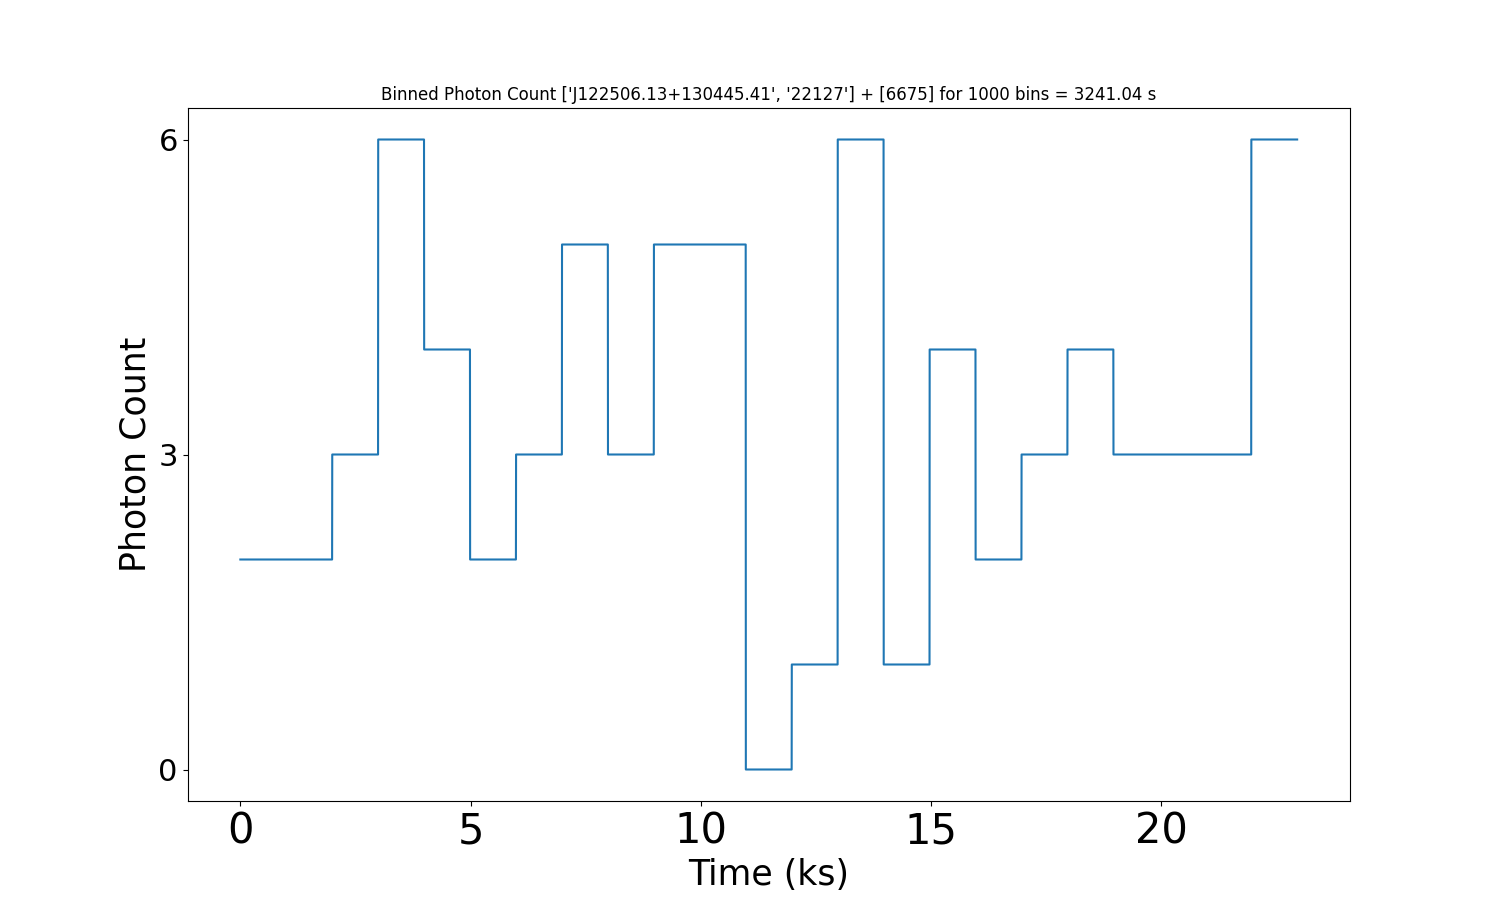 Binned Photon Count ['J122506.13+130445.41', '22127'] + [6675] for 1000 bins = 3241.04 s
6
3
0
Photon Count
0 5 10 15 20
Time (ks)